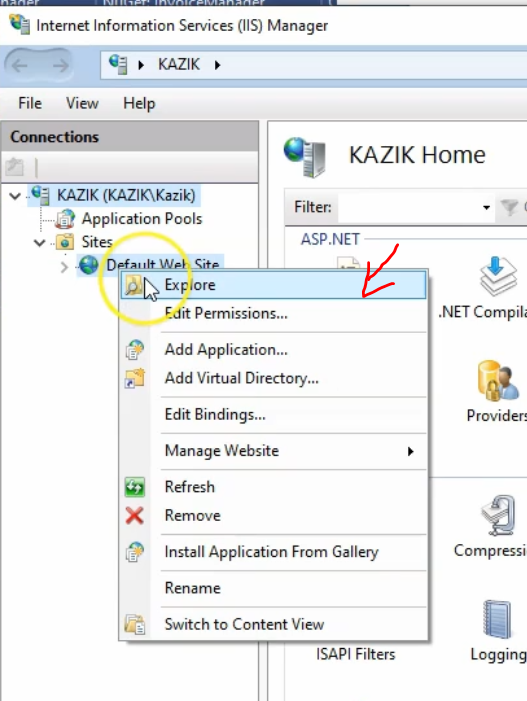 Internet Information Services (IIS) Manager
KAZIK
File View Help
Connections
KAZIK Home
KAZIK (KAZIK\Kazik)
Application Pools
Filter:
Sites
ASP.NET
Default Web Site
Explore
Edit Permissions...
.NET Compila
Add Application...
Add Virtual Directory...
Edit Bindings...
Providers
Manage Website
Refresh
Remove
Install Application From Gallery
Compressi
Rename
Switch to Content View
ISAPI Filters
Logging